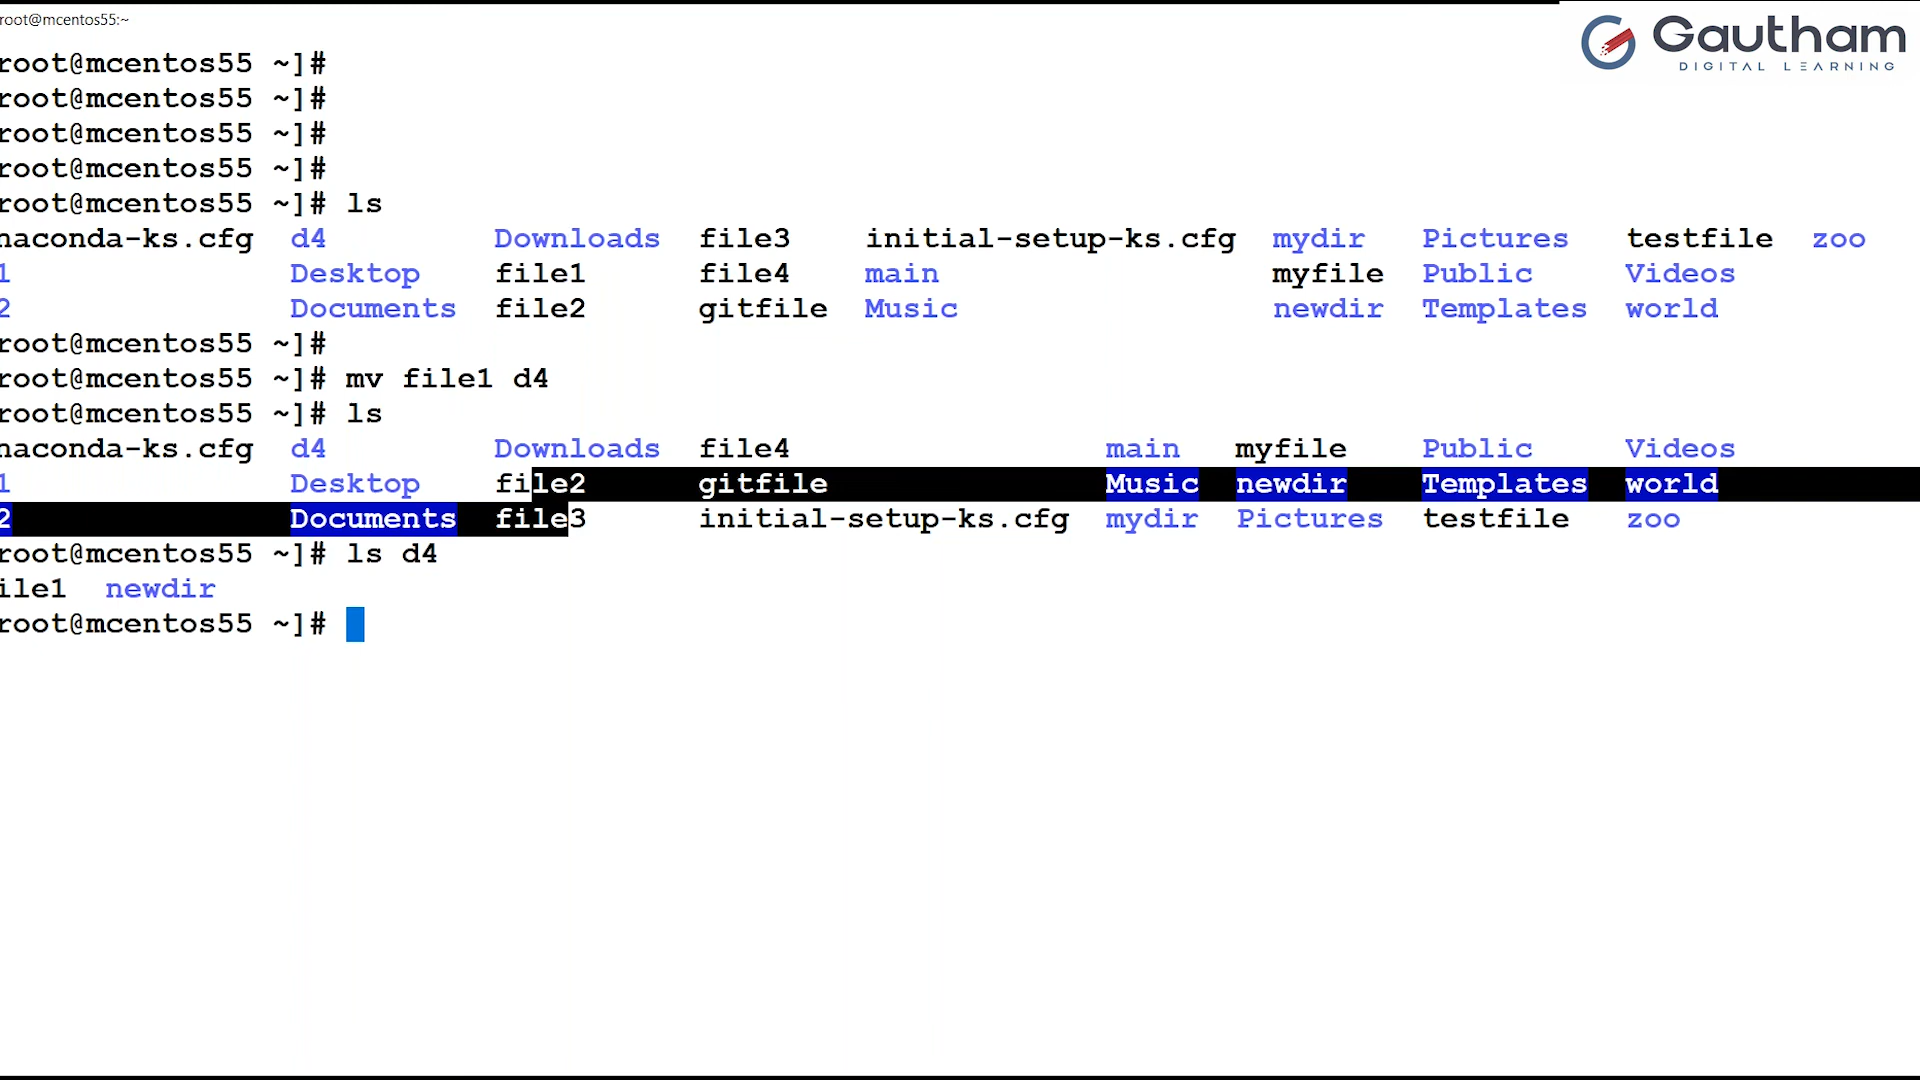 root@mcentos55:~
Gautham
DIGITAL LEARNING
root@mcentos55 ~]#
root@mcentos55 ~]#
root@mcentos55 ~]#
root@mcentos55 ~]#
root@mcentos55 ~]# ls
naconda-ks.cfg d4 Downloads file3 initial-setup-ks.cfg mydir Pictures testfile zoo
1 Desktop file1 file4 main myfile Public Videos
2 Documents file2 gitfile Music newdir Templates world
root@mcentos55 ~]#
root@mcentos55 ~]# mv file1 d4
root@mcentos55 ~]# ls
naconda-ks.cfg d4 Downloads file4 main myfile Public Videos
1 Desktop file2 gitfile Music newdir Templates world
2 Documents file3 initial-setup-ks.cfg mydir Pictures testfile zoo
root@mcentos55 ~]# ls d4
ile1 newdir
root@mcentos55 ~]#